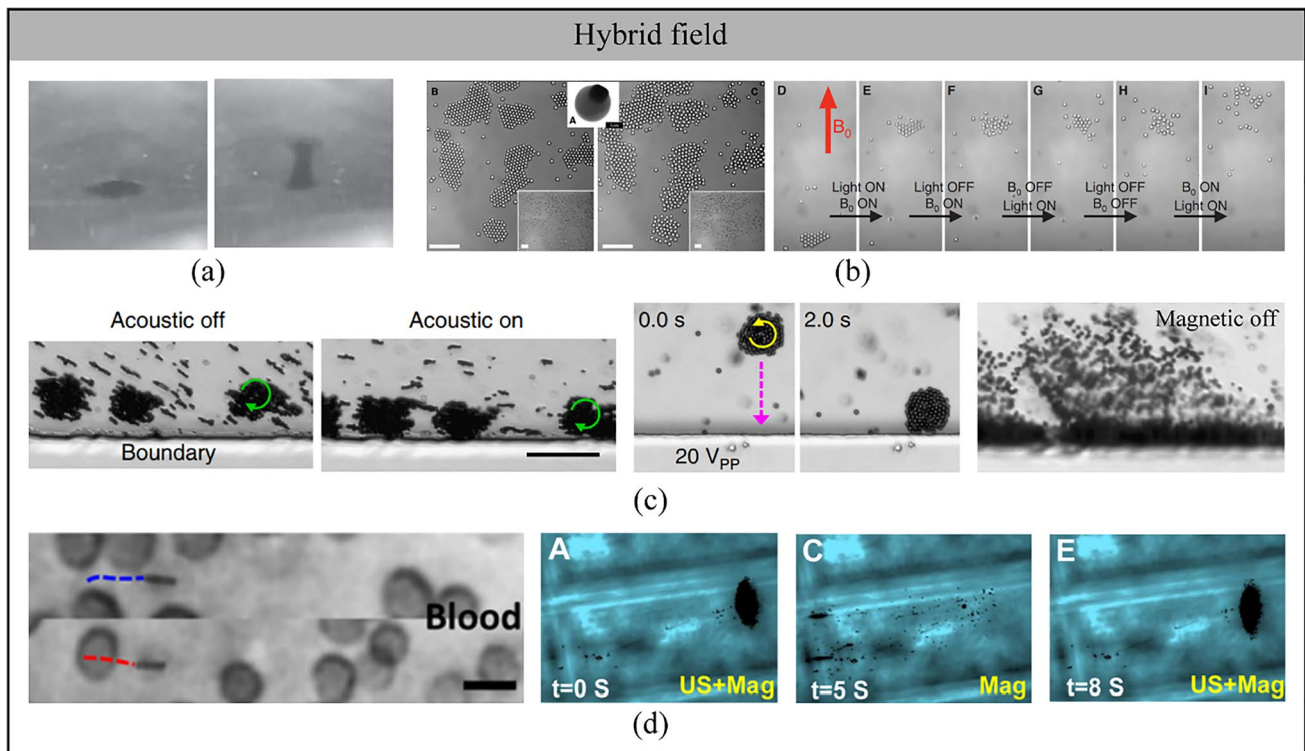 Hybrid field
B
A
C
D
E
F
G
H
I
B₀
Light ON
B₀ ON
Light OFF
B₀ ON
B₀ OFF
Light ON
Light OFF
B₀ OFF
B₀ ON
Light ON
(a)
(b)
Acoustic off
Acoustic on
0.0 s
2.0 s
Magnetic off
Boundary
20 VPP
(c)
Blood
A
C
E
t=0 S
US+Mag
t=5 S
Mag
t=8 S
US+Mag
(d)